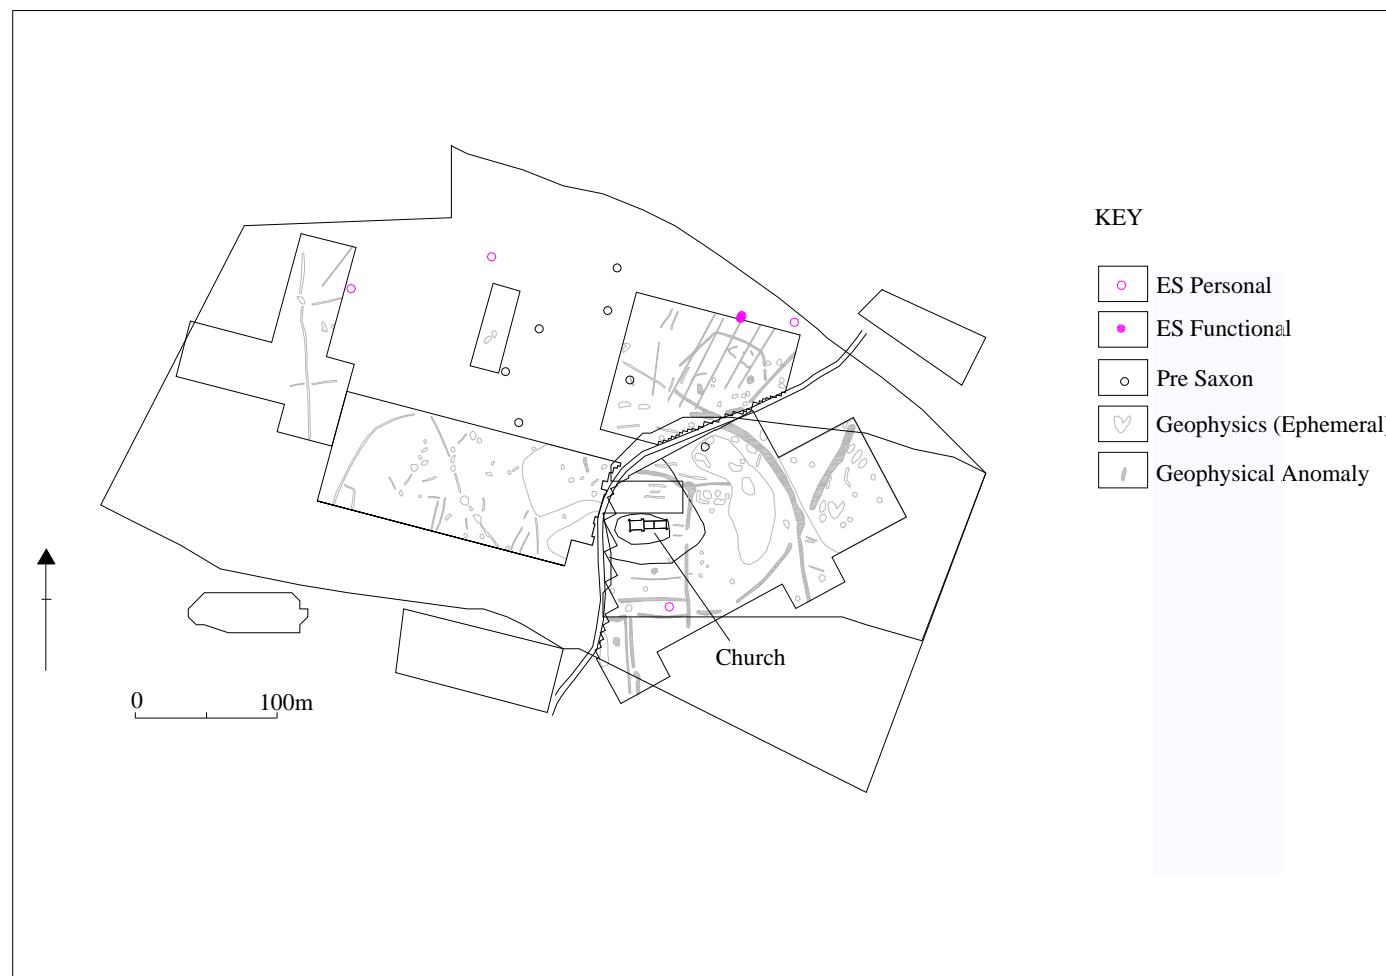 KEY
ES Personal
ES Functional
Pre Saxon
Geophysics (Ephemeral)
Geophysical Anomaly
Church
0 100m